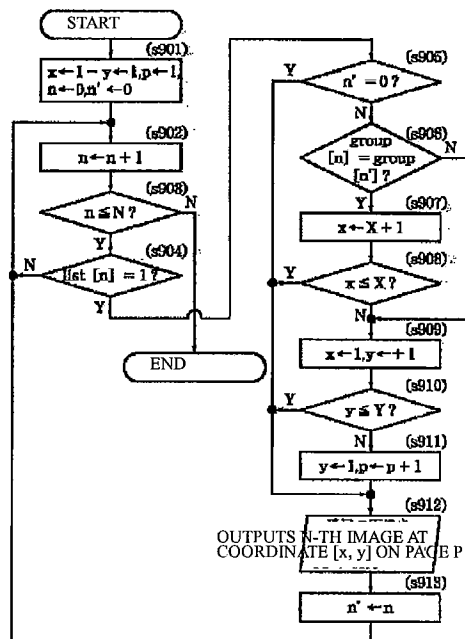 START
(s901)
x←1-y←1,p←1,
n←0,n'←0
(s902)
n←n+1
(s903)
n≦N?
N
Y
(s904)
list [n] = 1?
N
Y
END
(s905)
n' = 0?
Y
N
(s906)
group
[n] = group
[n'] ?
N
Y
(s907)
x←X+1
(s908)
x≦X?
Y
N
(s909)
x←1,y←+1
(s910)
y≦Y?
Y
N
(s911)
y←1,p←p+1
(s912)
OUTPUTS N-TH IMAGE AT
COORDINATE [x, y] ON PAGE P
(s913)
n'←n